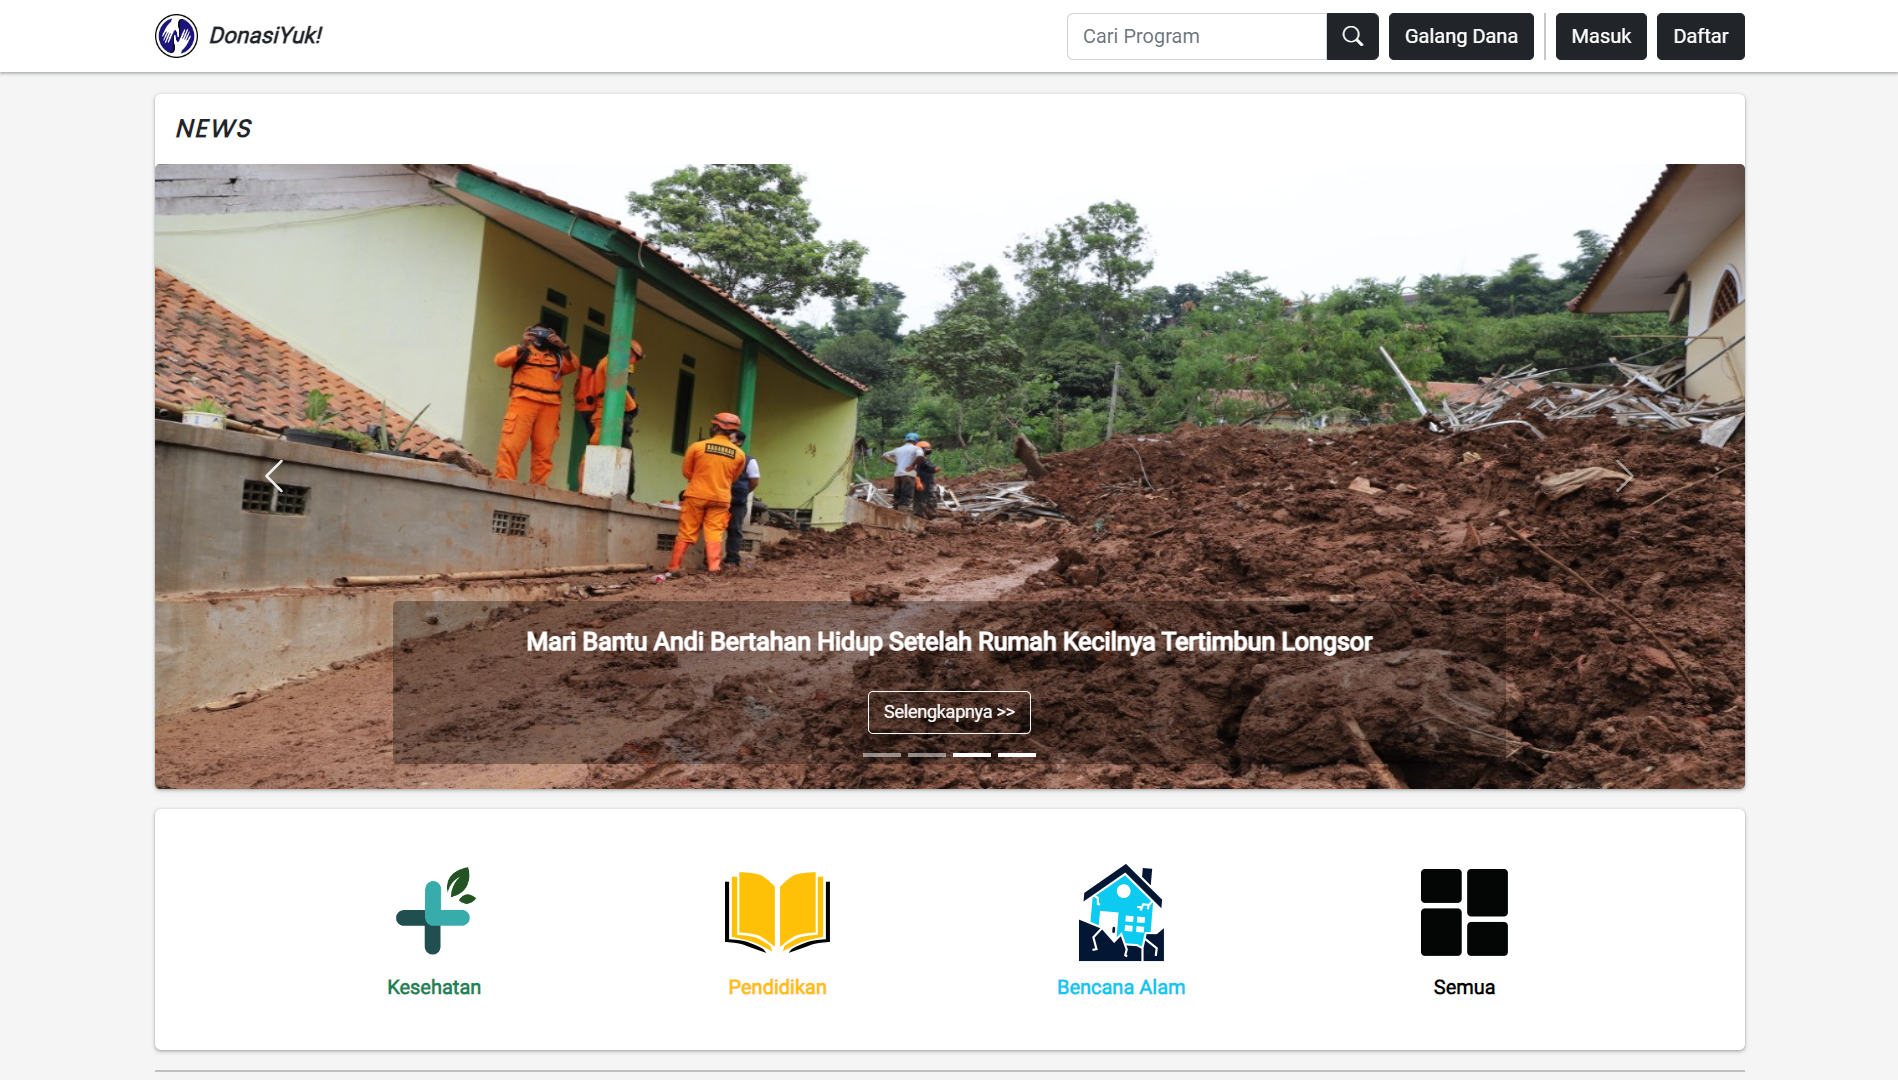 DonasiYuk!
Cari Program
Galang Dana
Masuk
Daftar
NEWS
Mari Bantu Andi Bertahan Hidup Setelah Rumah Kecilnya Tertimbun Longsor
Selengkapnya >>
Kesehatan
Pendidikan
Bencana Alam
Semua